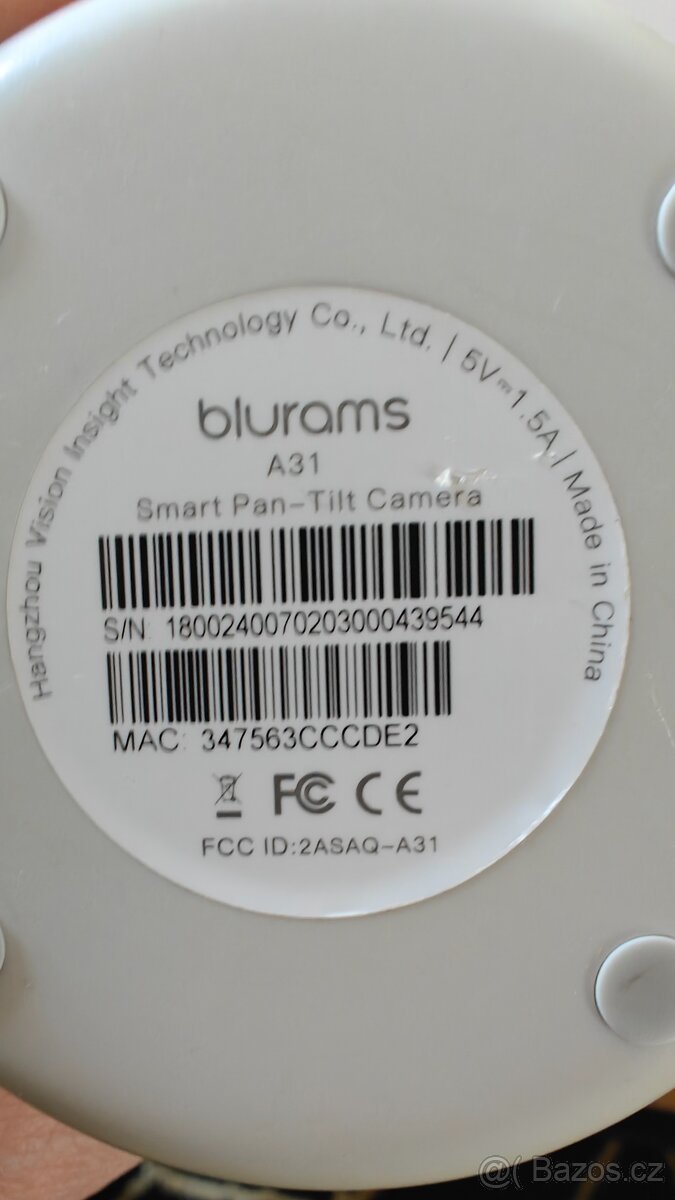 Hangzhou Vision Insight Technology Co., Ltd. | 5V⎓1.5A | Made in China
blurams
A31
Smart Pan-Tilt Camera
S/N: 1800240070203000439544
MAC: 347563CCCDE2
FC CE
FCC ID:2ASAQ-A31
@( Bazos.cz